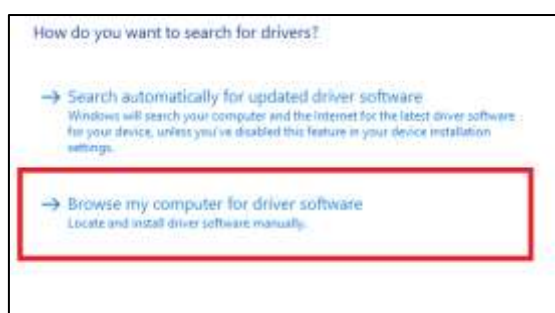 How do you want to search for drivers?
→ Search automatically for updated driver software
Windows will search your computer and the Internet for the latest driver software
for your device, unless you've disabled this feature in your device installation
settings.
→ Browse my computer for driver software
Locate and install driver software manually.